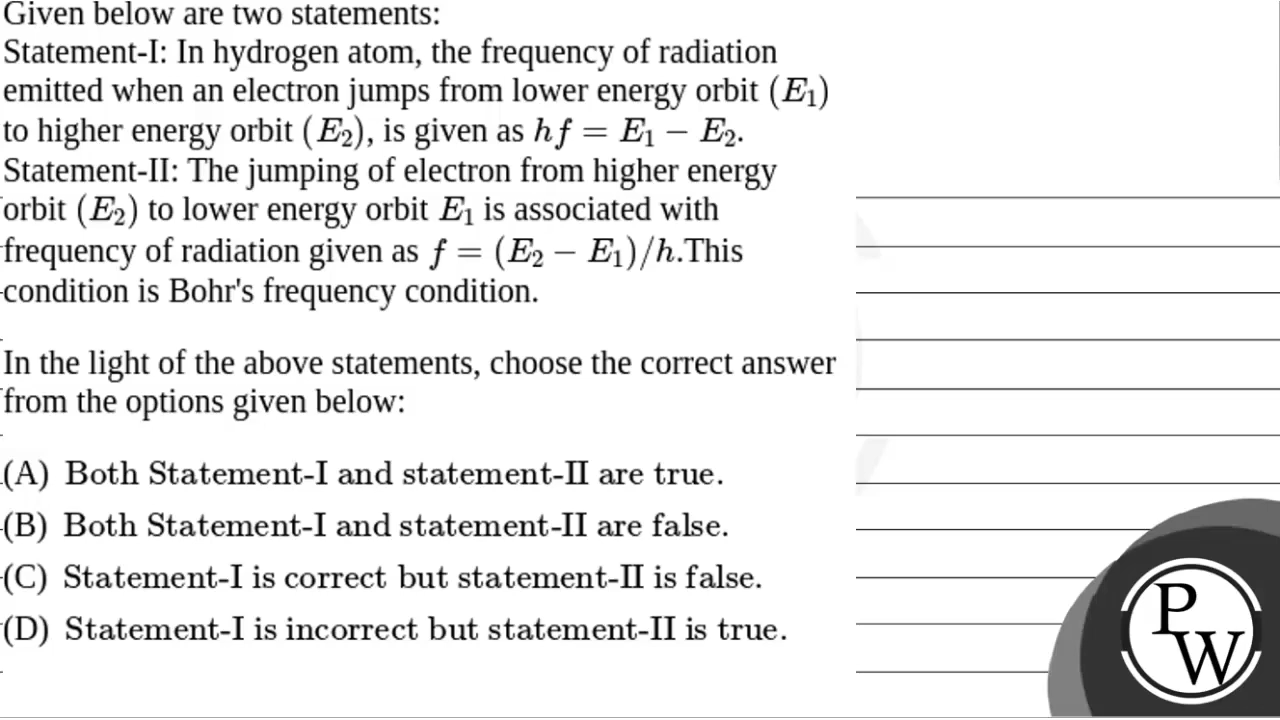 Given below are two statements:
Statement-I: In hydrogen atom, the frequency of radiation
emitted when an electron jumps from lower energy orbit (E₁)
to higher energy orbit (E₂), is given as hf = E₁ − E₂.
Statement-II: The jumping of electron from higher energy
orbit (E₂) to lower energy orbit E₁ is associated with
frequency of radiation given as f = (E₂ − E₁)/h.This
condition is Bohr's frequency condition.
In the light of the above statements, choose the correct answer
from the options given below:
(A) Both Statement-I and statement-II are true.
(B) Both Statement-I and statement-II are false.
(C) Statement-I is correct but statement-II is false.
(D) Statement-I is incorrect but statement-II is true.
PW